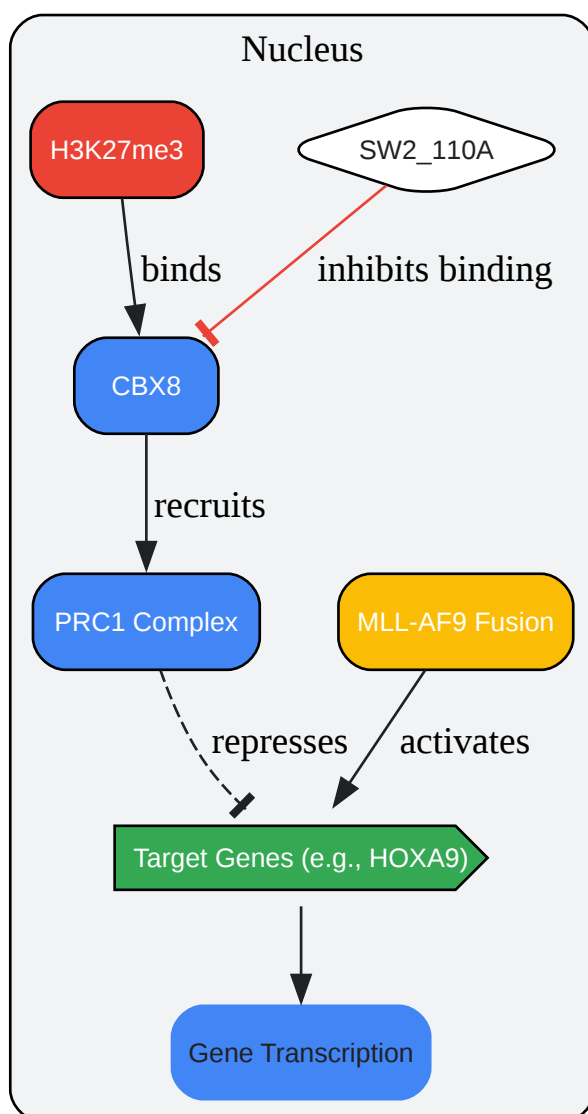 Nucleus
H3K27me3
SW2_110A
binds
inhibits binding
CBX8
recruits
PRC1 Complex
MLL-AF9 Fusion
represses
activates
Target Genes (e.g., HOXA9)
Gene Transcription